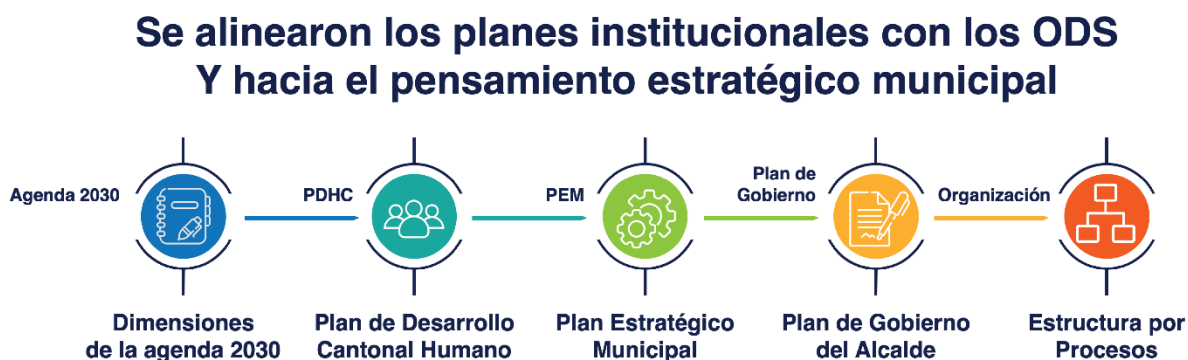 Se alinearon los planes institucionales con los ODS
Y hacia el pensamiento estratégico municipal
Agenda 2030
PDHC
PEM
Plan de
Gobierno
Organización
Dimensiones
de la agenda 2030
Plan de Desarrollo
Cantonal Humano
Plan Estratégico
Municipal
Plan de Gobierno
del Alcalde
Estructura por
Procesos